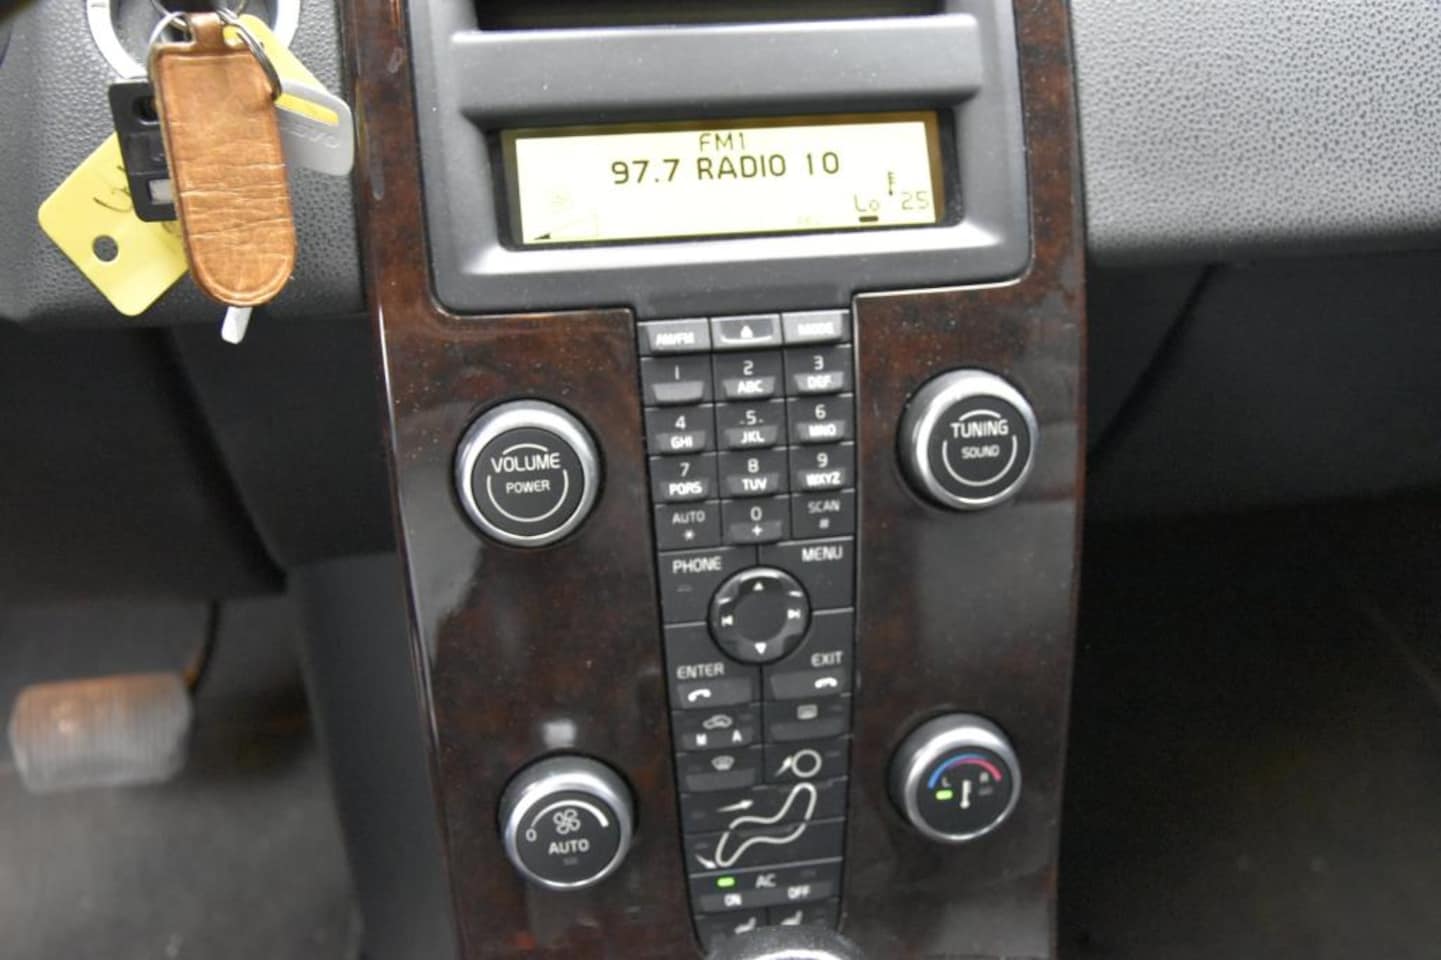 FM1
97.7 RADIO 10
Lo 25
AM/FM MODE
1 2 ABC 3 DEF
4 GHI 5 JKL 6 MNO
7 PQRS 8 TUV 9 WXYZ
AUTO * 0 + SCAN #
VOLUME
POWER
TUNING
SOUND
PHONE MENU
ENTER EXIT
M A
0
AUTO
L R
AC
ON OFF